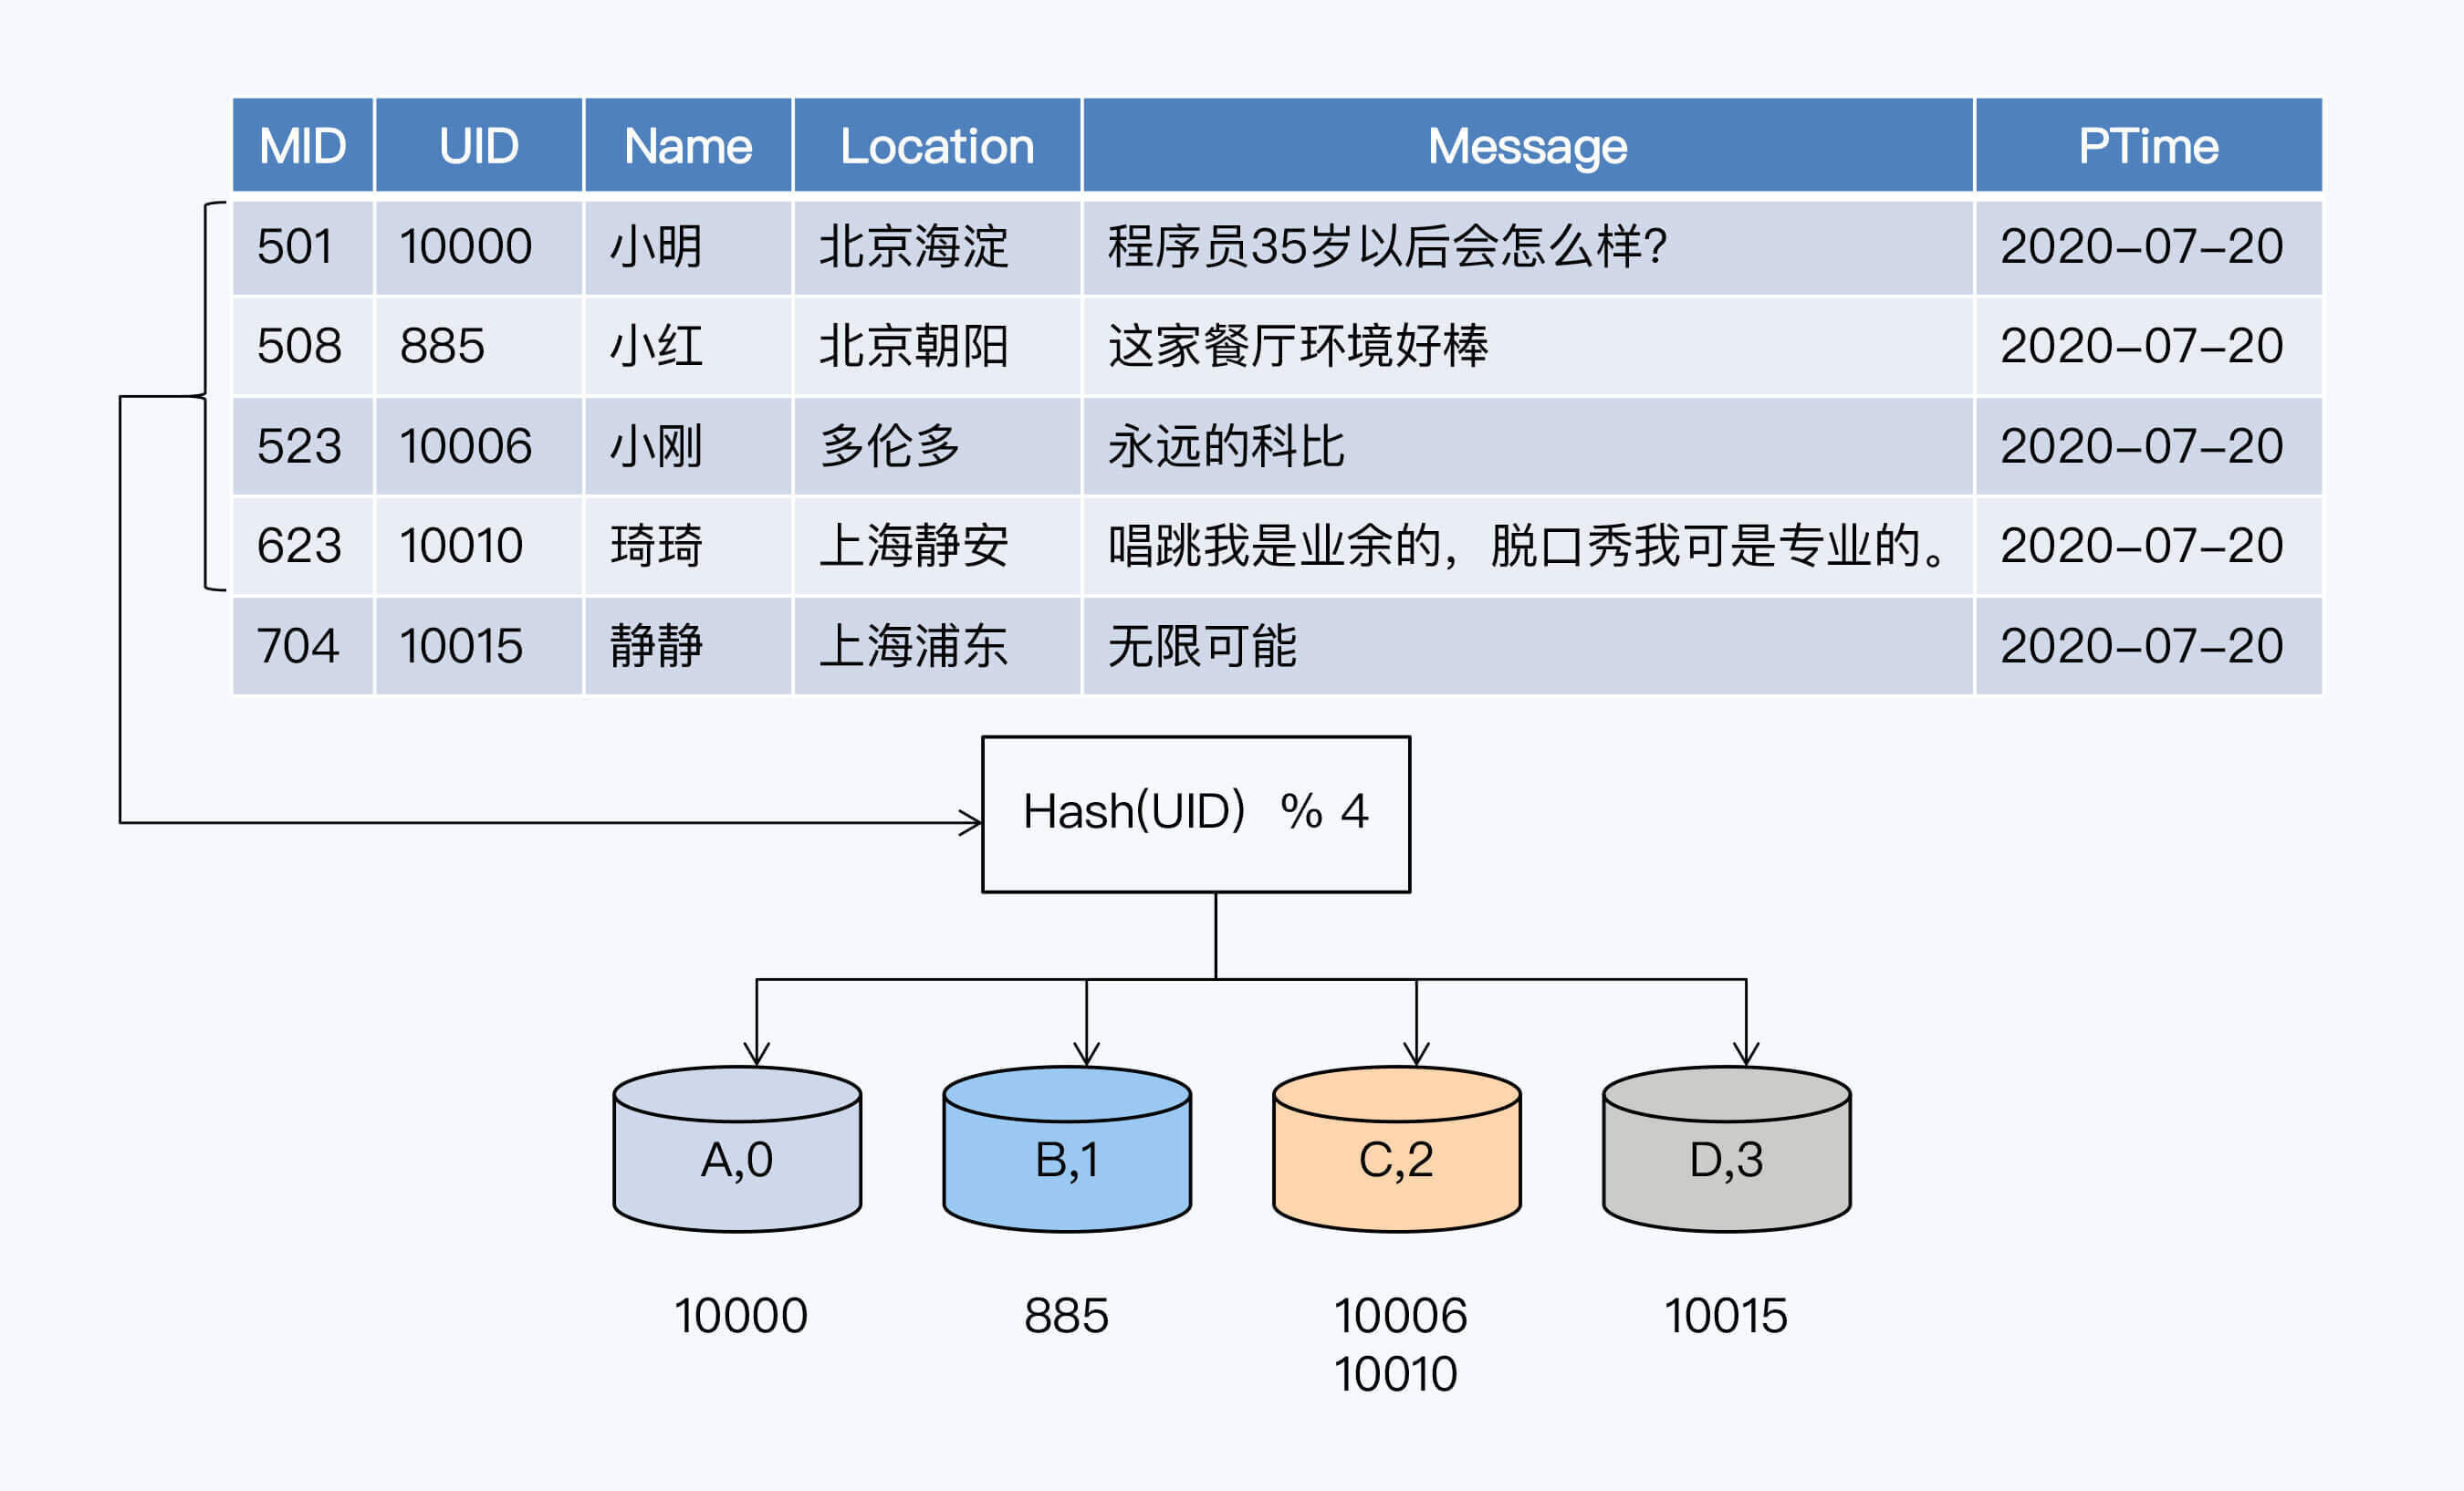 MID UID Name Location Message PTime
501 10000 小明 北京海淀 程序员35岁以后会怎么样? 2020-07-20
508 885 小红 北京朝阳 这家餐厅环境好棒 2020-07-20
523 10006 小刚 多伦多 永远的科比 2020-07-20
623 10010 琦琦 上海静安 唱跳我是业余的，脱口秀我可是专业的。 2020-07-20
704 10015 静静 上海浦东 无限可能 2020-07-20
Hash(UID) % 4
A,0 B,1 C,2 D,3
10000 885 10006 10015
10010